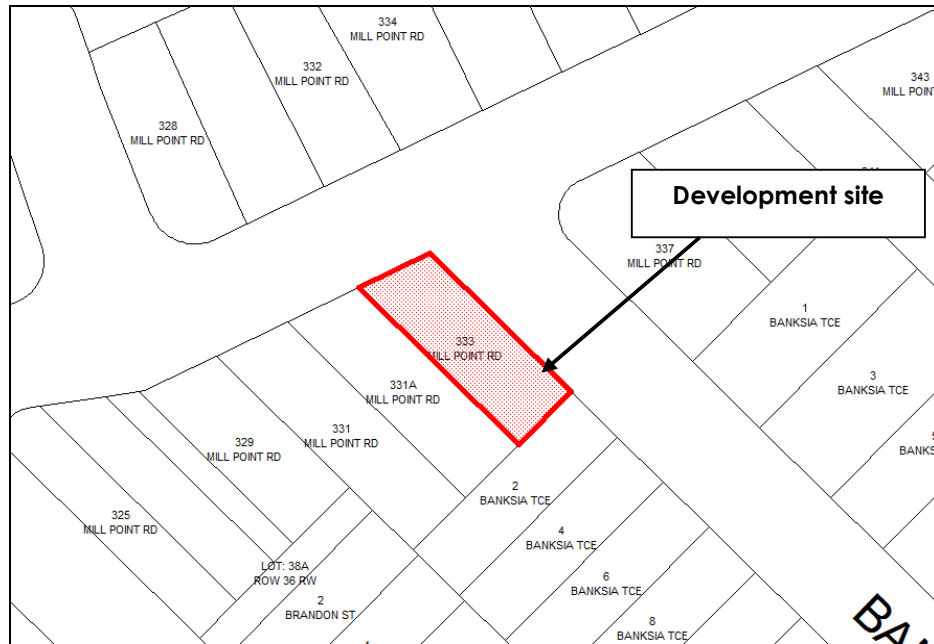 334
MILL POINT RD
332
MILL POINT RD
343
MILL POIN
328
MILL POINT RD
Development site
337
MILL POINT RD
1
BANKSIA TCE
333
MILL POINT RD
3
BANKSIA TCE
331A
MILL POINT RD
331
MILL POINT RD
329
MILL POINT RD
BANKS
2
BANKSIA TCE
325
MILL POINT RD
4
BANKSIA TCE
LOT: 38A
ROW 36 RW
6
BANKSIA TCE
2
BRANDON ST
8
BANKSIA TCE
BAN